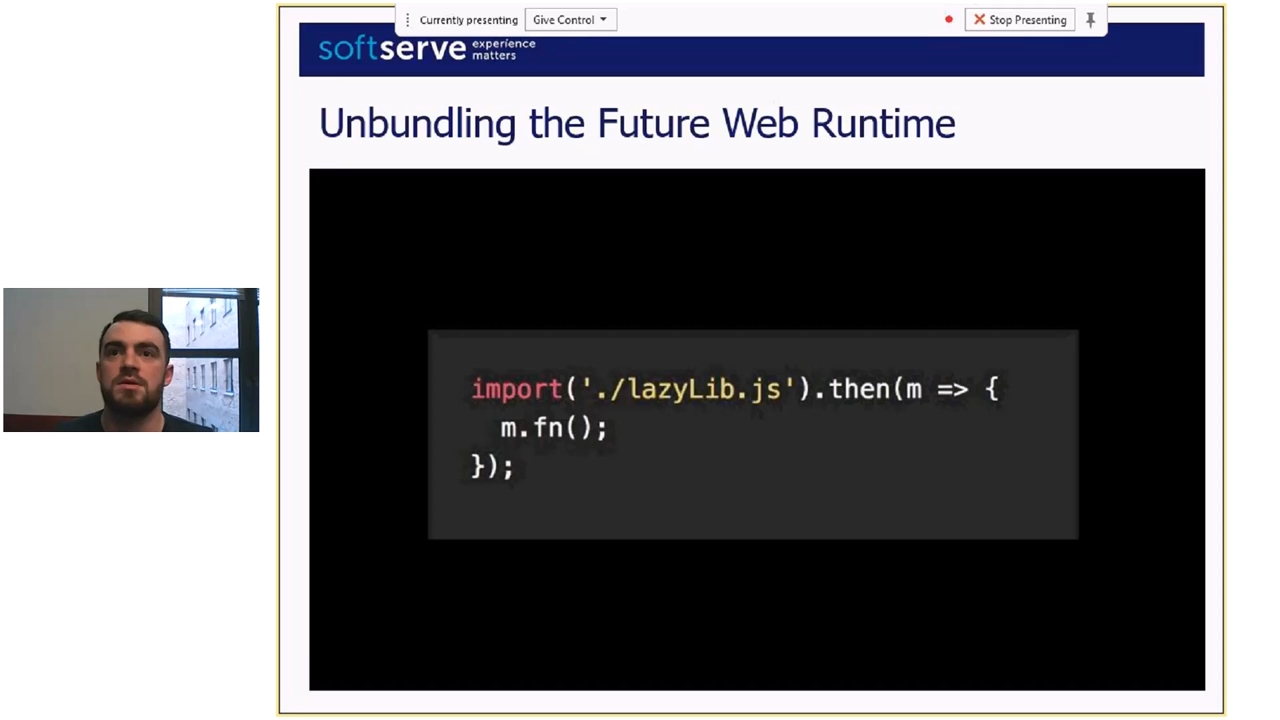 Currently presenting Give Control Stop Presenting
softserve experience matters
Unbundling the Future Web Runtime
import('./lazyLib.js').then(m => {
m.fn();
});